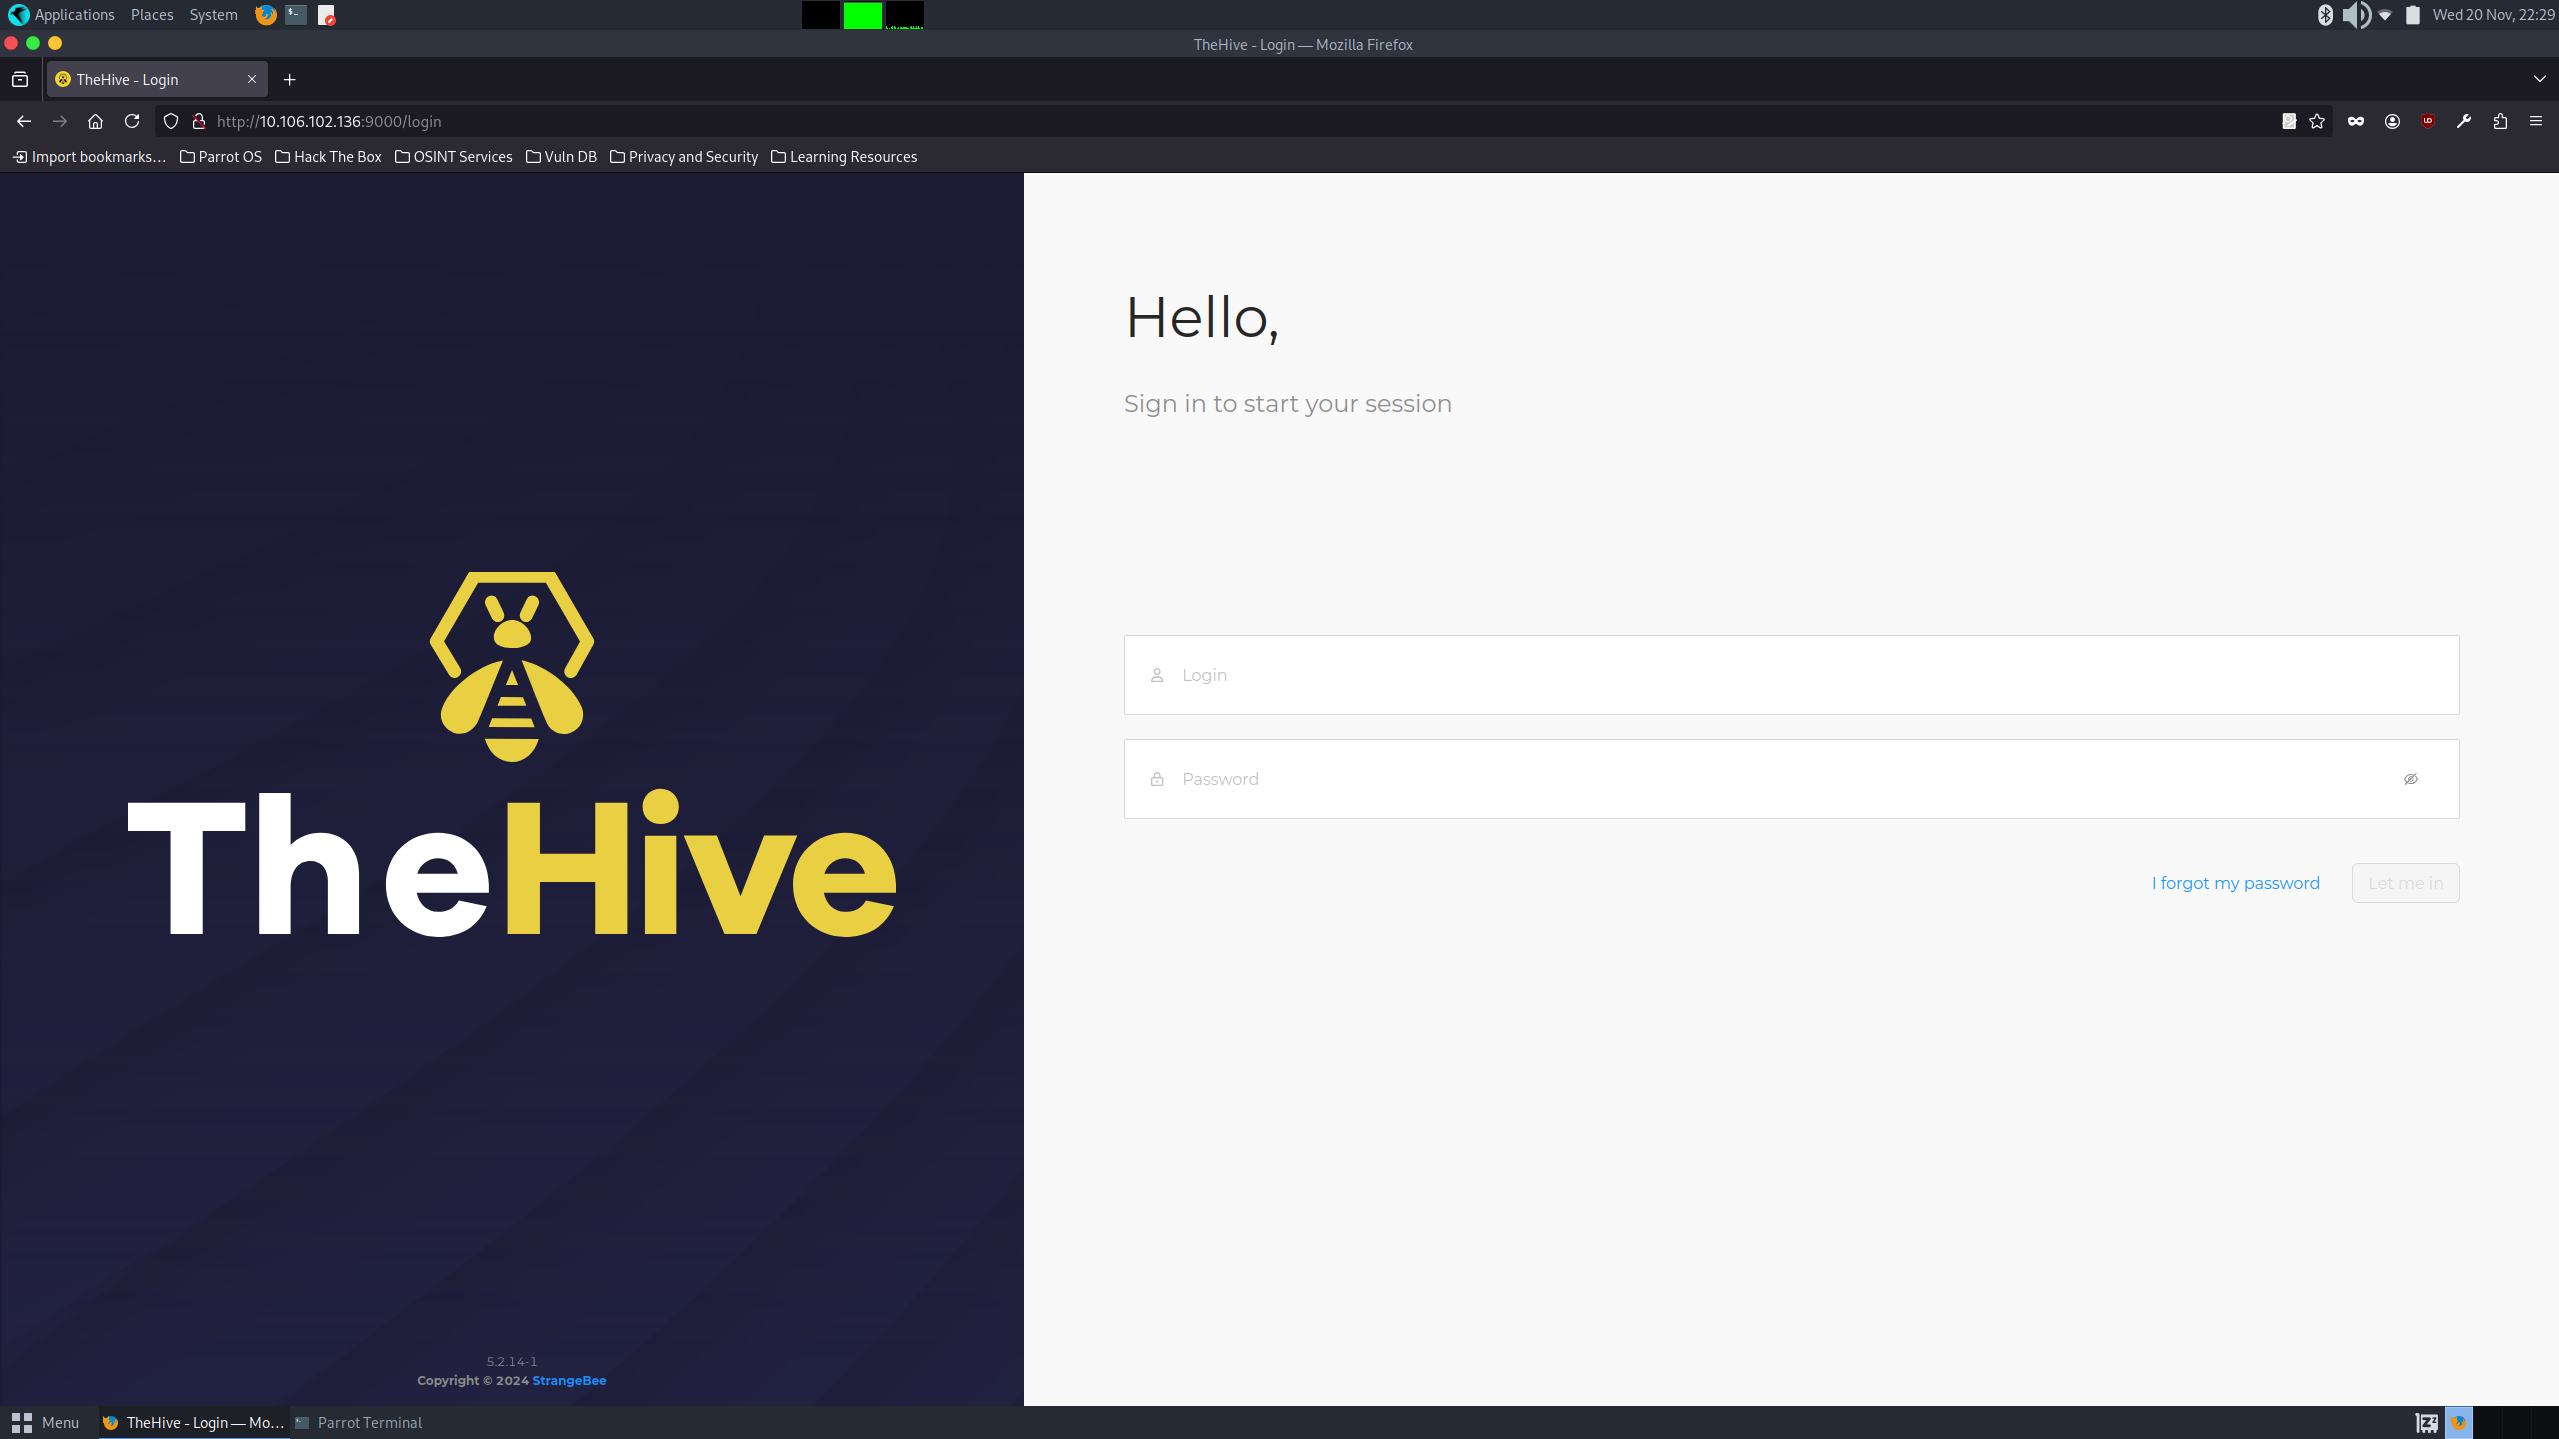 Applications Places System
Wed 20 Nov, 22:29
TheHive - Login — Mozilla Firefox
TheHive - Login
http://10.106.102.136:9000/login
Import bookmarks... Parrot OS Hack The Box OSINT Services Vuln DB Privacy and Security Learning Resources
Hello,
Sign in to start your session
Login
Password
I forgot my password Let me in
TheHive
5.2.14-1
Copyright © 2024 StrangeBee
Menu TheHive - Login — Mo... Parrot Terminal